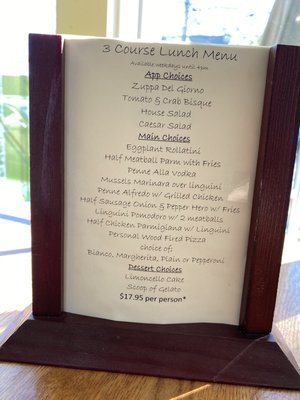 3 Course Lunch Menu
Available weekdays until 4pm
App Choices
Zuppa Del Giorno
Tomato & Crab Bisque
House Salad
Caesar Salad
Main Choices
Eggplant Rollatini
Half Meatball Parm with Fries
Penne Alla Vodka
Mussels Marinara over linguini
Penne Alfredo w/ Grilled Chicken
Half Sausage Onion & Pepper Hero w/ Fries
Linguini Pomodoro w/ 2 meatballs
Half Chicken Parmigiana w/ Linguini
Personal Wood Fired Pizza
choice of:
Bianco, Margherita, Plain or Pepperoni
Dessert Choices
Limoncello Cake
Scoop of Gelato
$17.95 per person*